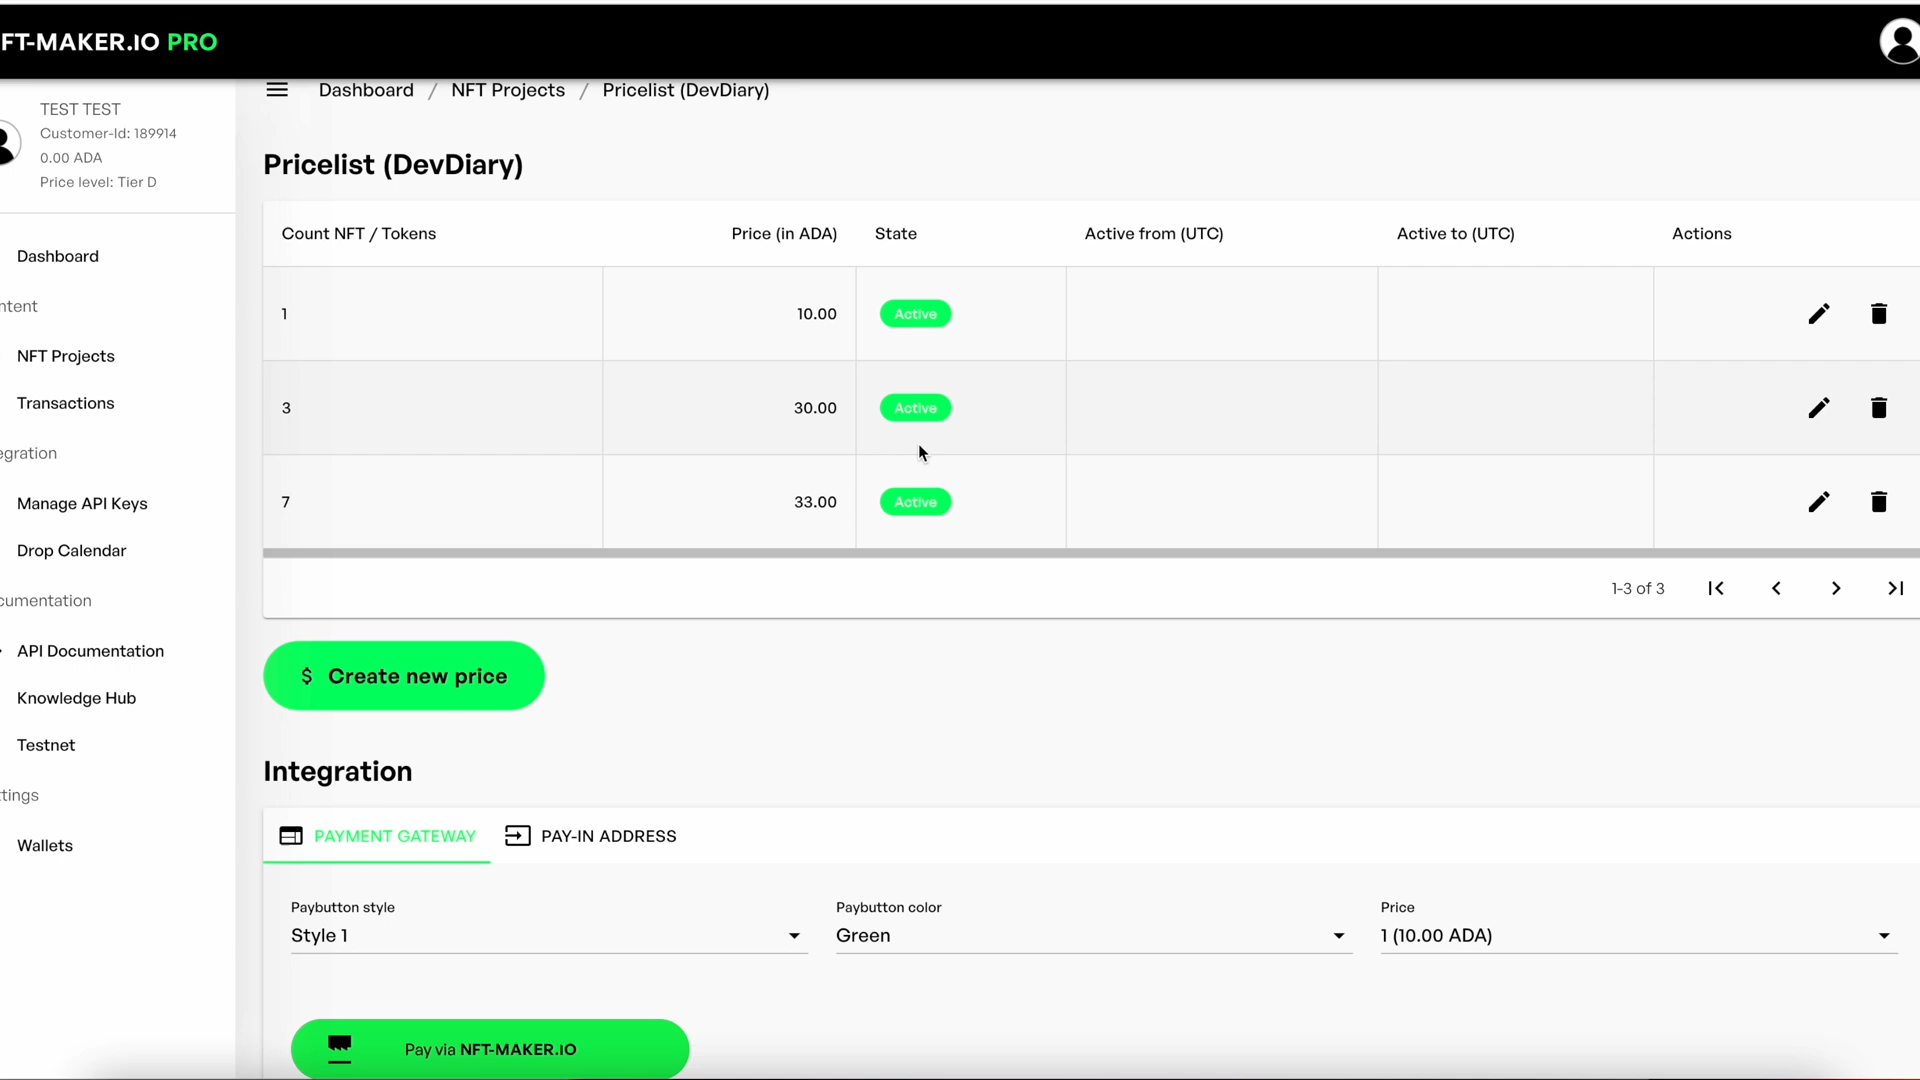 FT-MAKER.IO PRO
TEST TEST
Customer-Id: 189914
0.00 ADA
Price level: Tier D
Dashboard
ntent
NFT Projects
Transactions
egration
Manage API Keys
Drop Calendar
cumentation
API Documentation
Knowledge Hub
Testnet
ttings
Wallets
Dashboard / NFT Projects / Pricelist (DevDiary)
Pricelist (DevDiary)
Count NFT / Tokens Price (in ADA) State Active from (UTC) Active to (UTC) Actions
1 10.00 Active
3 30.00 Active
7 33.00 Active
1-3 of 3
$ Create new price
Integration
PAYMENT GATEWAY PAY-IN ADDRESS
Paybutton style Paybutton color Price
Style 1 Green 1 (10.00 ADA)
Pay via NFT-MAKER.IO